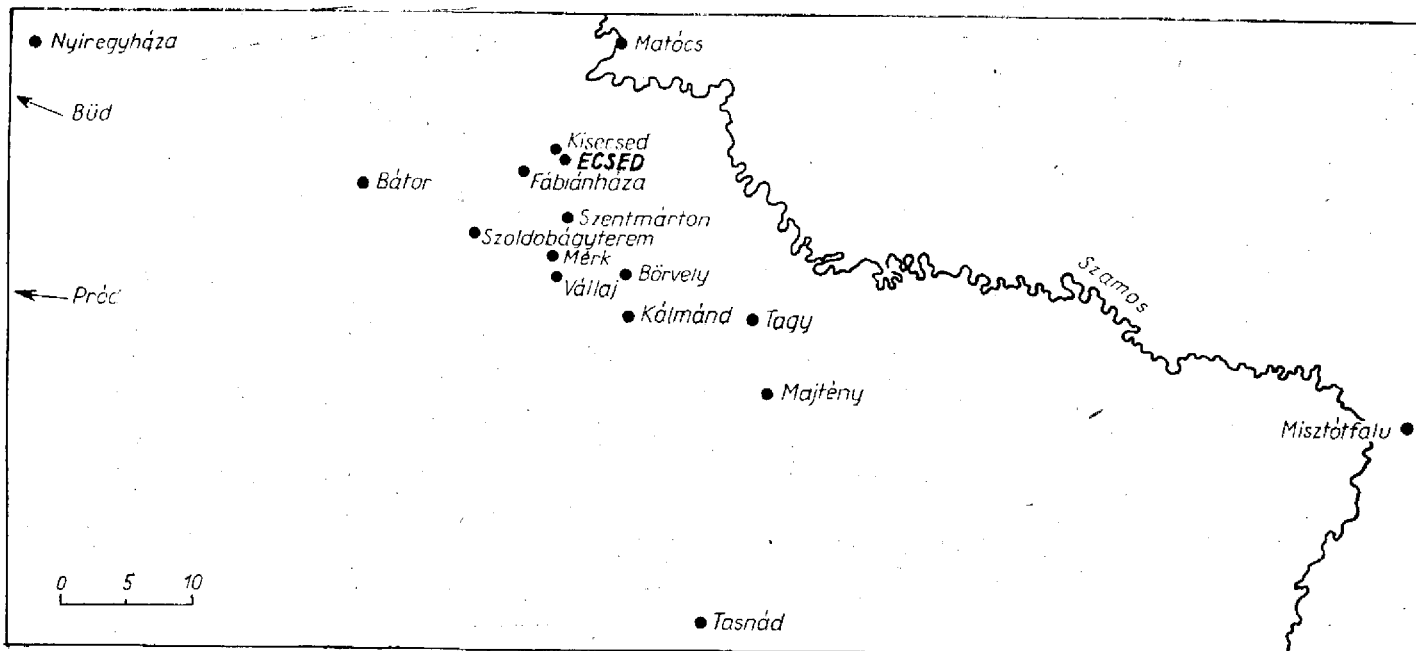 Nyiregyháza
Matócs
Büd
Kisersed
ECSED
Bátor
Fábiánháza
Szentmárton
Szoldobágyterem
Mérk
Börvely
Vállaj
Szamos
Próć
Kálmánd
Tagy
Majtény
Misztótfalu
0 5 10
Tasnád